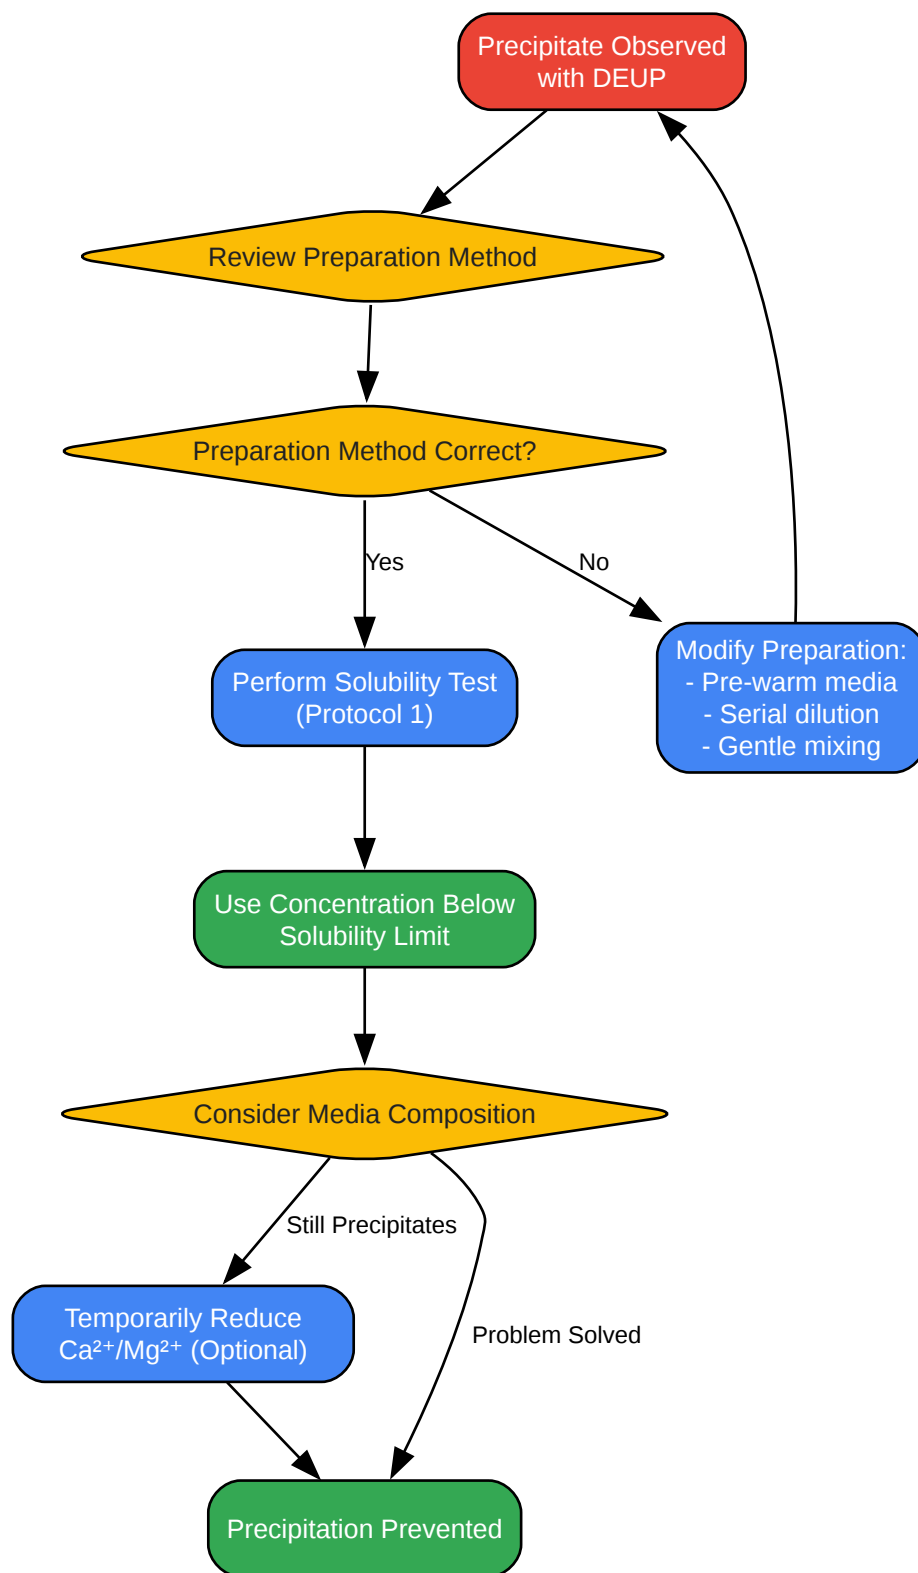 Precipitate Observed
with DEUP
Review Preparation Method
Preparation Method Correct?
Yes
No
Modify Preparation:
- Pre-warm media
- Serial dilution
- Gentle mixing
Perform Solubility Test
(Protocol 1)
Use Concentration Below
Solubility Limit
Consider Media Composition
Still Precipitates
Problem Solved
Temporarily Reduce
Ca²⁺/Mg²⁺ (Optional)
Precipitation Prevented